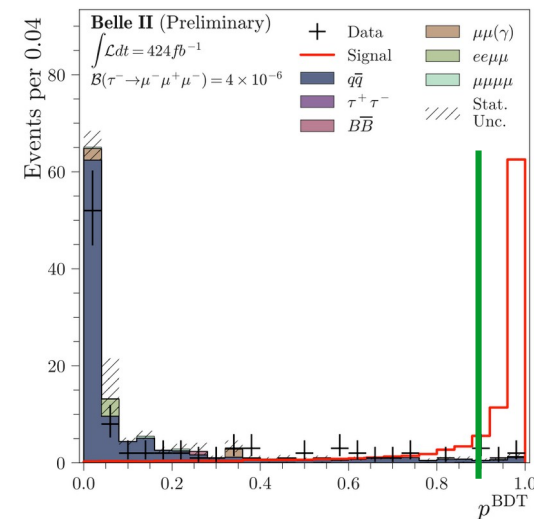 Belle II (Preliminary)
∫Ldt = 424fb⁻¹
B(τ⁻→μ⁻μ⁺μ⁻) = 4 × 10⁻⁶
Data
Signal
qq̅
τ⁺τ⁻
BB̅
μμ(γ)
eeμμ
μμμμ
Stat.
Unc.
Events per 0.04
80
60
40
20
0
0.0 0.2 0.4 0.6 0.8 1.0
pᴮᴰᵀ